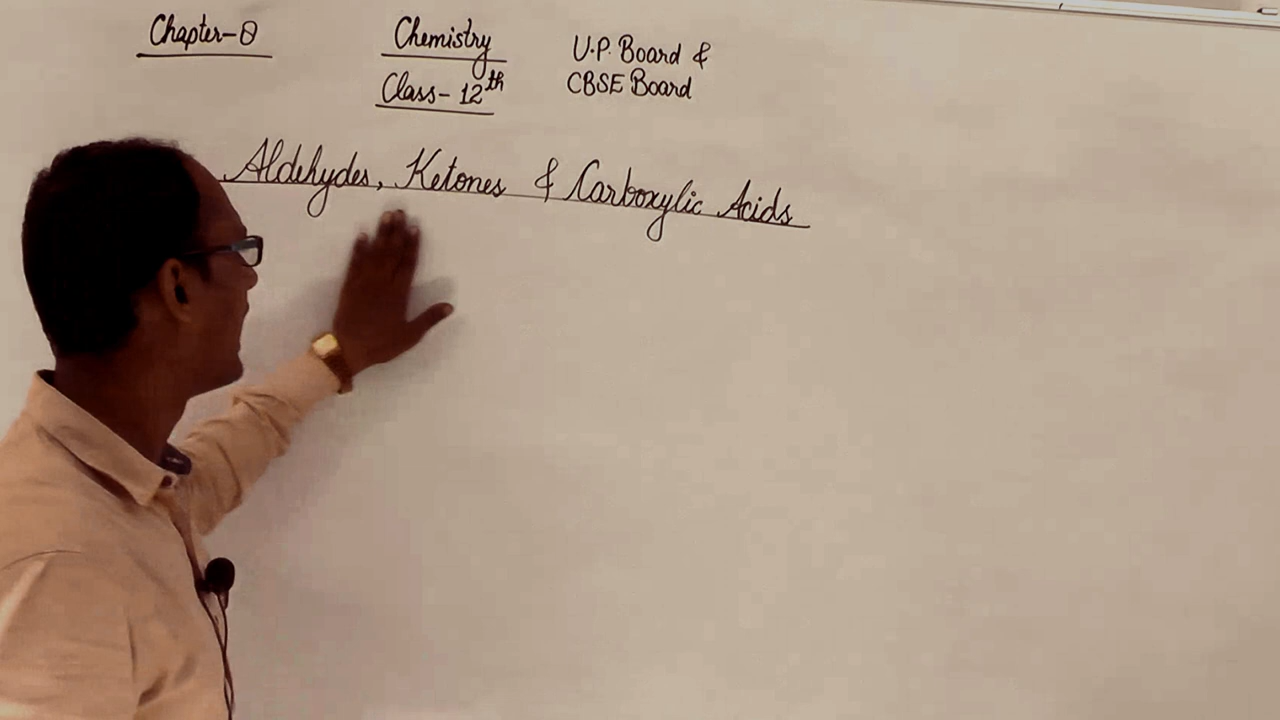 Chapter-8
Chemistry
Class-12th
U.P. Board &
CBSE Board
Aldehydes, Ketones & Carboxylic Acids